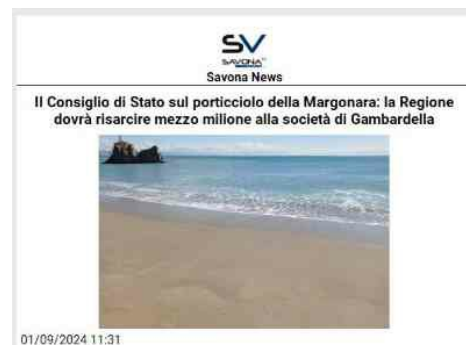 SV
SAVONA
Savona News
Il Consiglio di Stato sul porticciolo della Margonara: la Regione
dovrà risarcire mezzo milione alla società di Gambardella
01/09/2024 11:31